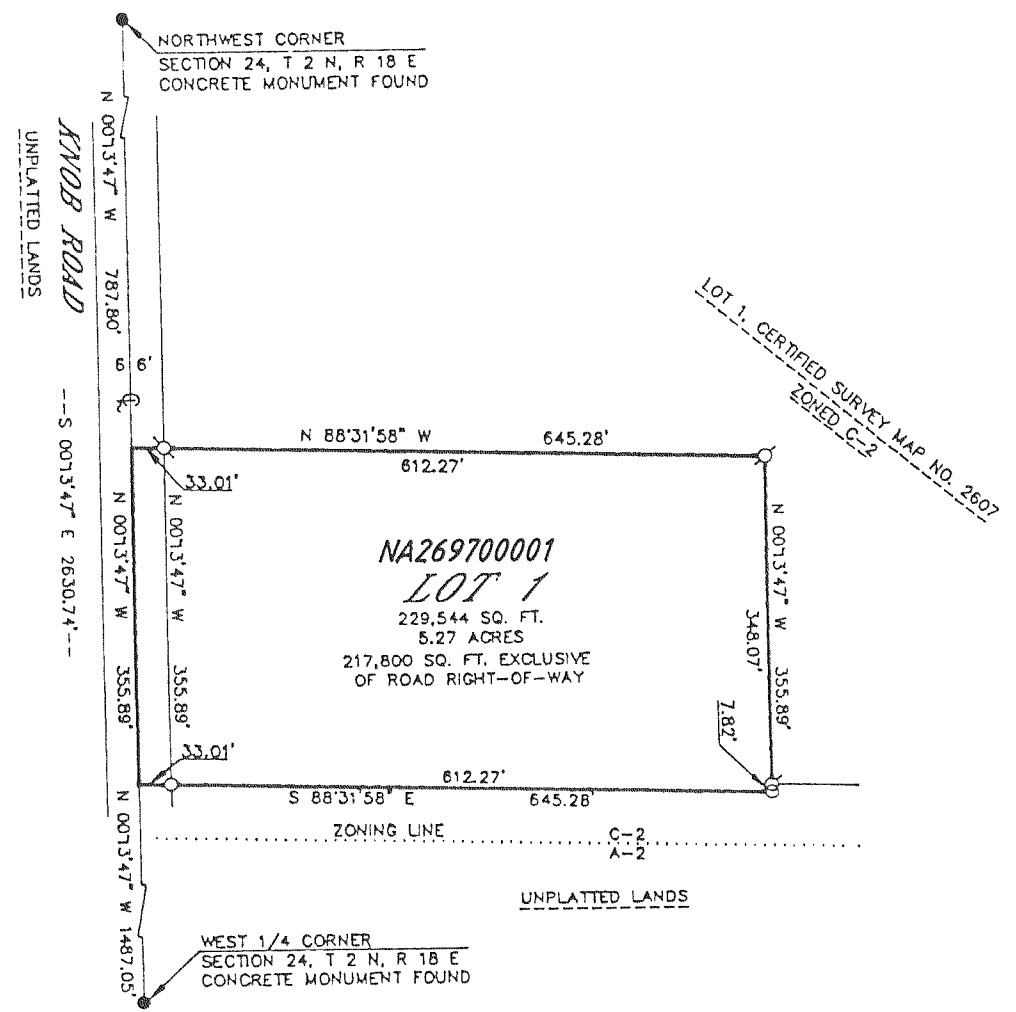 NORTHWEST CORNER
SECTION 24, T 2 N, R 18 E
CONCRETE MONUMENT FOUND
UNPLATTED LANDS
KNOB ROAD
N 00°13'47" W 787.80'
66'
--S 00°13'47" E 2630.74'--
LOT 1, CERTIFIED SURVEY MAP NO. 2607
ZONED C-2
N 88°31'58" W 645.28'
612.27'
33.01'
N 00°13'47" W 355.89'
N 00°13'47" W 355.89'
NA269700001
LOT 1
229,544 SQ. FT.
5.27 ACRES
217,800 SQ. FT. EXCLUSIVE
OF ROAD RIGHT-OF-WAY
N 00°13'47" W 355.89'
348.07'
7.82'
33.01'
612.27'
S 88°31'58" E 645.28'
ZONING LINE
C-2
A-2
UNPLATTED LANDS
N 00°13'47" W 1487.05'
WEST 1/4 CORNER
SECTION 24, T 2 N, R 18 E
CONCRETE MONUMENT FOUND